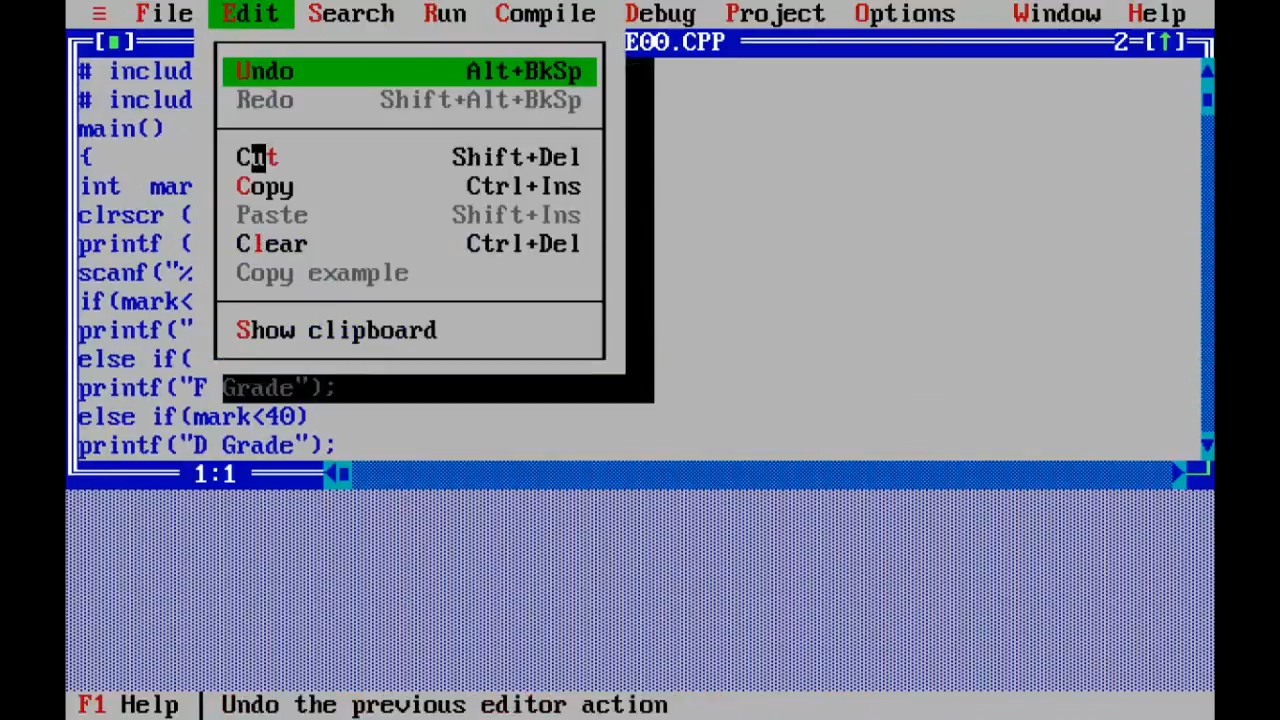 ≡ File Edit Search Run Compile Debug Project Options Window Help
[■] E00.CPP 2=[↑]
# includ
# includ
main()
{
int mar
clrscr (
printf (
scanf("%
if(mark<
printf("
else if(
printf("F Grade");
else if(mark<40)
printf("D Grade");
Undo Alt+BkSp
Redo Shift+Alt+BkSp
Cut Shift+Del
Copy Ctrl+Ins
Paste Shift+Ins
Clear Ctrl+Del
Copy example
Show clipboard
1:1
F1 Help Undo the previous editor action